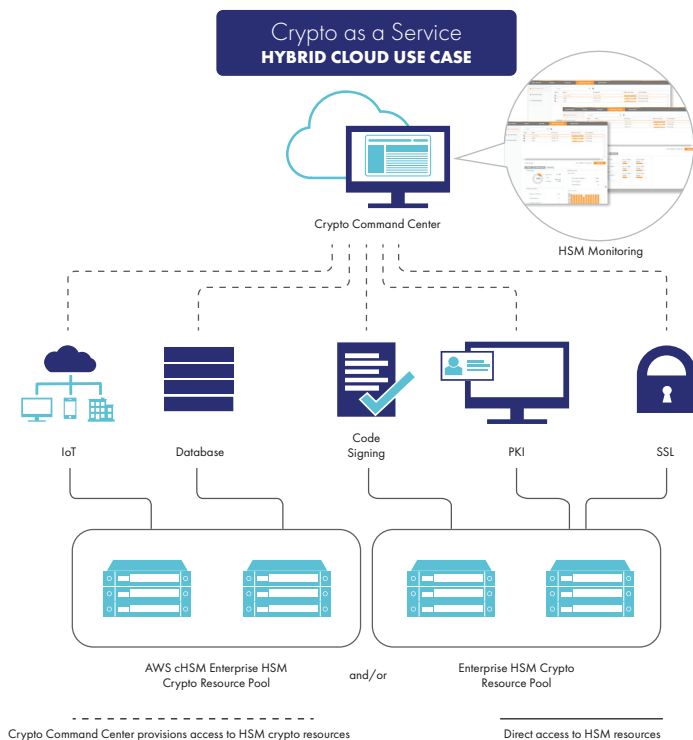 Crypto as a Service
HYBRID CLOUD USE CASE
Crypto Command Center
HSM Monitoring
IoT
Database
Code
Signing
PKI
SSL
AWS cHSM Enterprise HSM
Crypto Resource Pool
and/or
Enterprise HSM Crypto
Resource Pool
Crypto Command Center provisions access to HSM crypto resources
Direct access to HSM resources